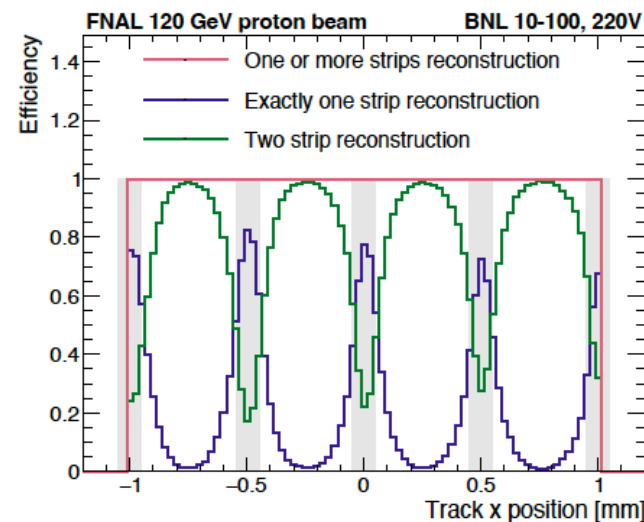 FNAL 120 GeV proton beam BNL 10-100, 220V
Efficiency
One or more strips reconstruction
Exactly one strip reconstruction
Two strip reconstruction
1.4
1.2
1
0.8
0.6
0.4
0.2
0
−1 −0.5 0 0.5 1
Track x position [mm]